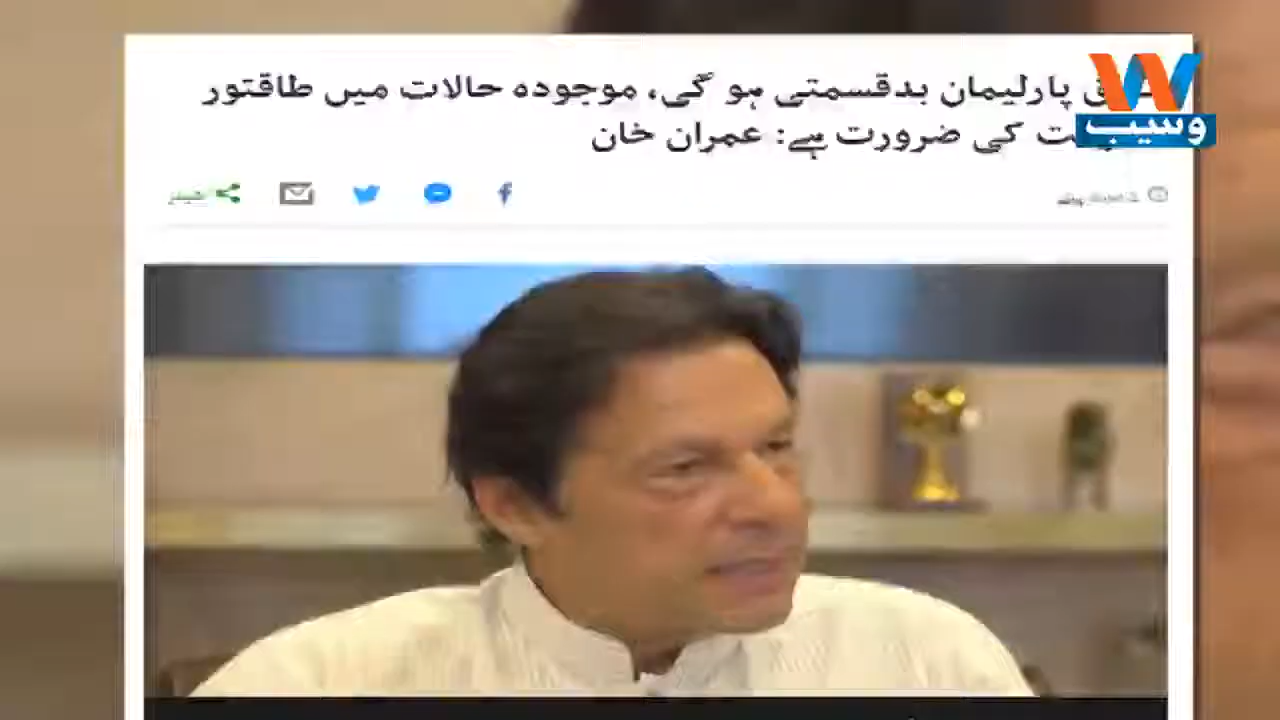 پارلیمان بدقسمتی ہو گی، موجودہ حالات میں طاقتور
کی ضرورت ہے: عمران خان
وسیب